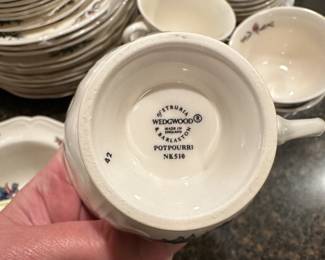 OF ETRURIA
WEDGWOOD®
MADE IN
ENGLAND
& BARLASTON
POTPOURRI
NK510
42